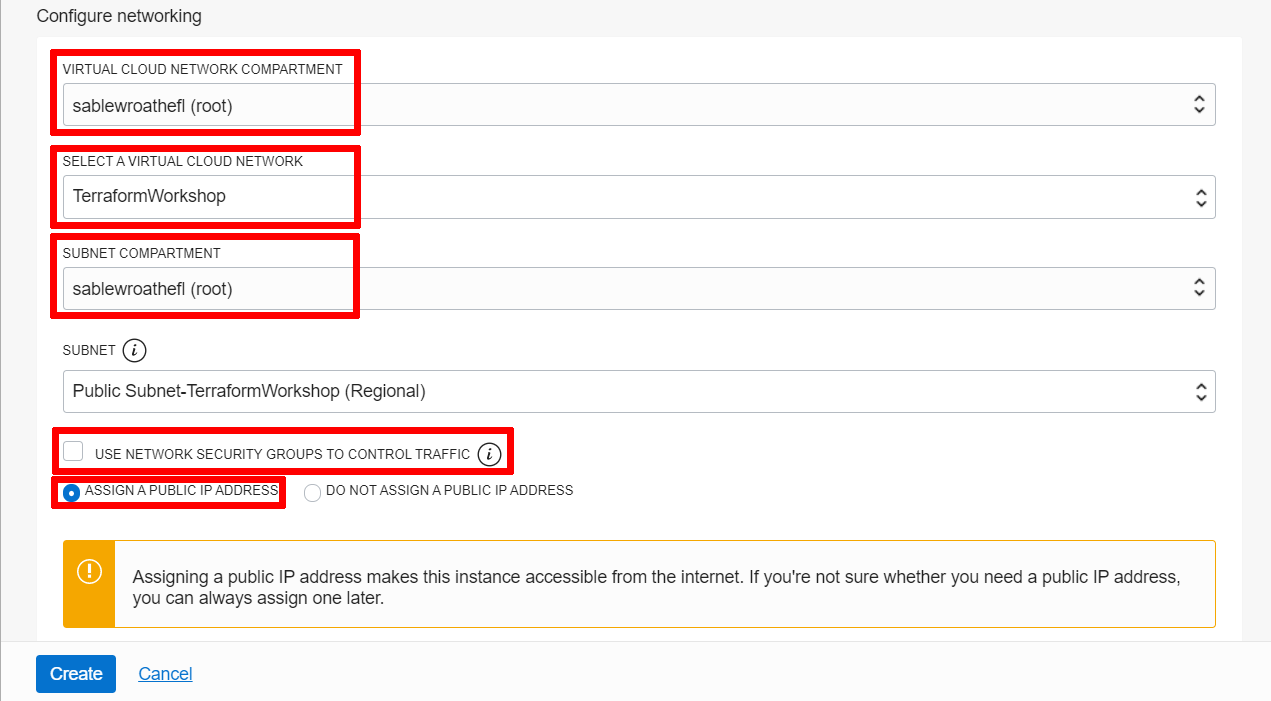 Configure networking
VIRTUAL CLOUD NETWORK COMPARTMENT
sablewroathefl (root)
SELECT A VIRTUAL CLOUD NETWORK
TerraformWorkshop
SUBNET COMPARTMENT
sablewroathefl (root)
SUBNET i
Public Subnet-TerraformWorkshop (Regional)
USE NETWORK SECURITY GROUPS TO CONTROL TRAFFIC i
ASSIGN A PUBLIC IP ADDRESS DO NOT ASSIGN A PUBLIC IP ADDRESS
Assigning a public IP address makes this instance accessible from the internet. If you're not sure whether you need a public IP address,
you can always assign one later.
Create Cancel